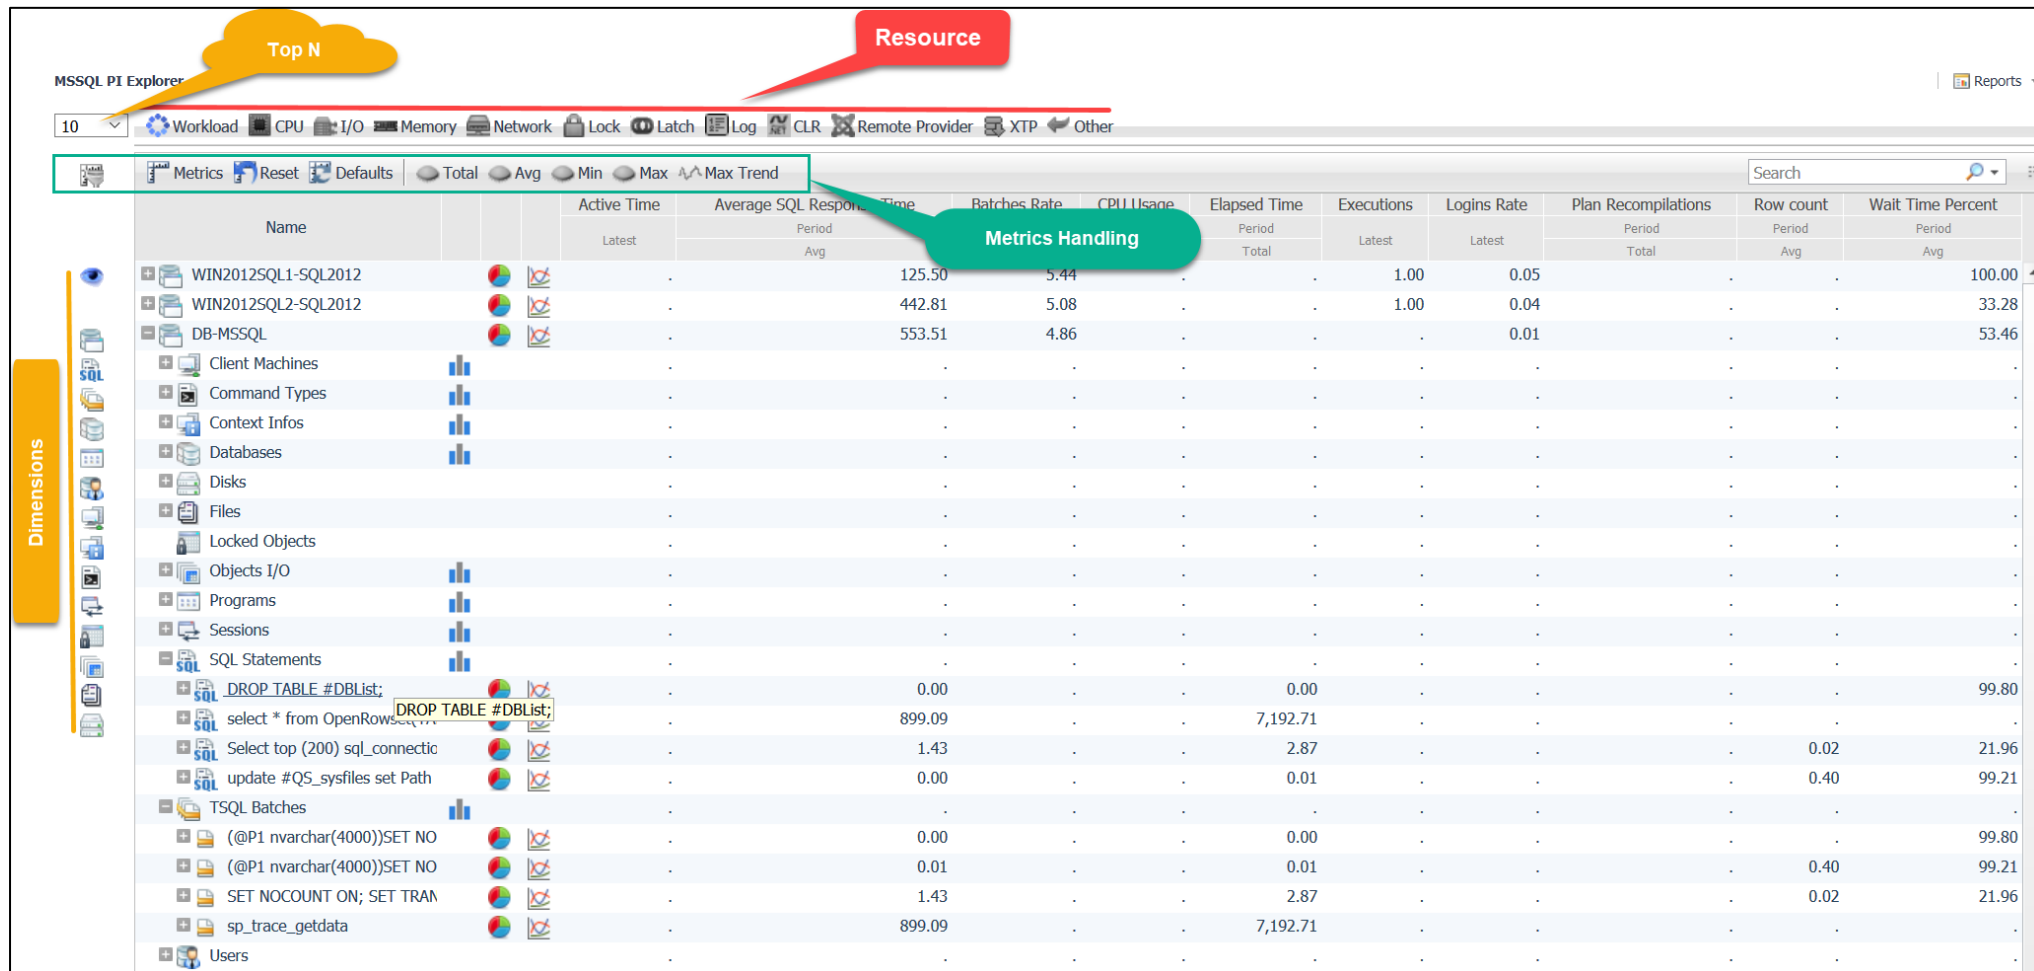 Top N
Resource
MSSQL PI Explorer
Reports
10
Workload CPU I/O Memory Network Lock Latch Log CLR Remote Provider XTP Other
Metrics Reset Defaults Total Avg Min Max Max Trend
Search
Name Active Time Average SQL Response Time Batches Rate CPU Usage Elapsed Time Executions Logins Rate Plan Recompilations Row count Wait Time Percent
Latest Period Period Latest Latest Period Period Period
Avg Total Total Avg Avg
Metrics Handling
Dimensions
WIN2012SQL1-SQL2012 . 125.50 5.44 . . 1.00 0.05 . . 100.00
WIN2012SQL2-SQL2012 . 442.81 5.08 . . 1.00 0.04 . . 33.28
DB-MSSQL . 553.51 4.86 . . . 0.01 . . 53.46
Client Machines . . . . . . . . . .
Command Types . . . . . . . . . .
Context Infos . . . . . . . . . .
Databases . . . . . . . . . .
Disks . . . . . . . . . .
Files . . . . . . . . . .
Locked Objects . . . . . . . . . .
Objects I/O . . . . . . . . . .
Programs . . . . . . . . . .
Sessions . . . . . . . . . .
SQL Statements . . . . . . . . . .
DROP TABLE #DBList; . 0.00 . . 0.00 . . . . 99.80
DROP TABLE #DBList;
select * from OpenRowset( . 899.09 . . 7,192.71 . . . . .
Select top (200) sql_connectio . 1.43 . . 2.87 . . . 0.02 21.96
update #QS_sysfiles set Path . 0.00 . . 0.01 . . . 0.40 99.21
TSQL Batches . . . . . . . . . .
(@P1 nvarchar(4000))SET NO . 0.00 . . 0.00 . . . . 99.80
(@P1 nvarchar(4000))SET NO . 0.01 . . 0.01 . . . 0.40 99.21
SET NOCOUNT ON; SET TRAN . 1.43 . . 2.87 . . . 0.02 21.96
sp_trace_getdata . 899.09 . . 7,192.71 . . . . .
Users . . . . . . . . . .